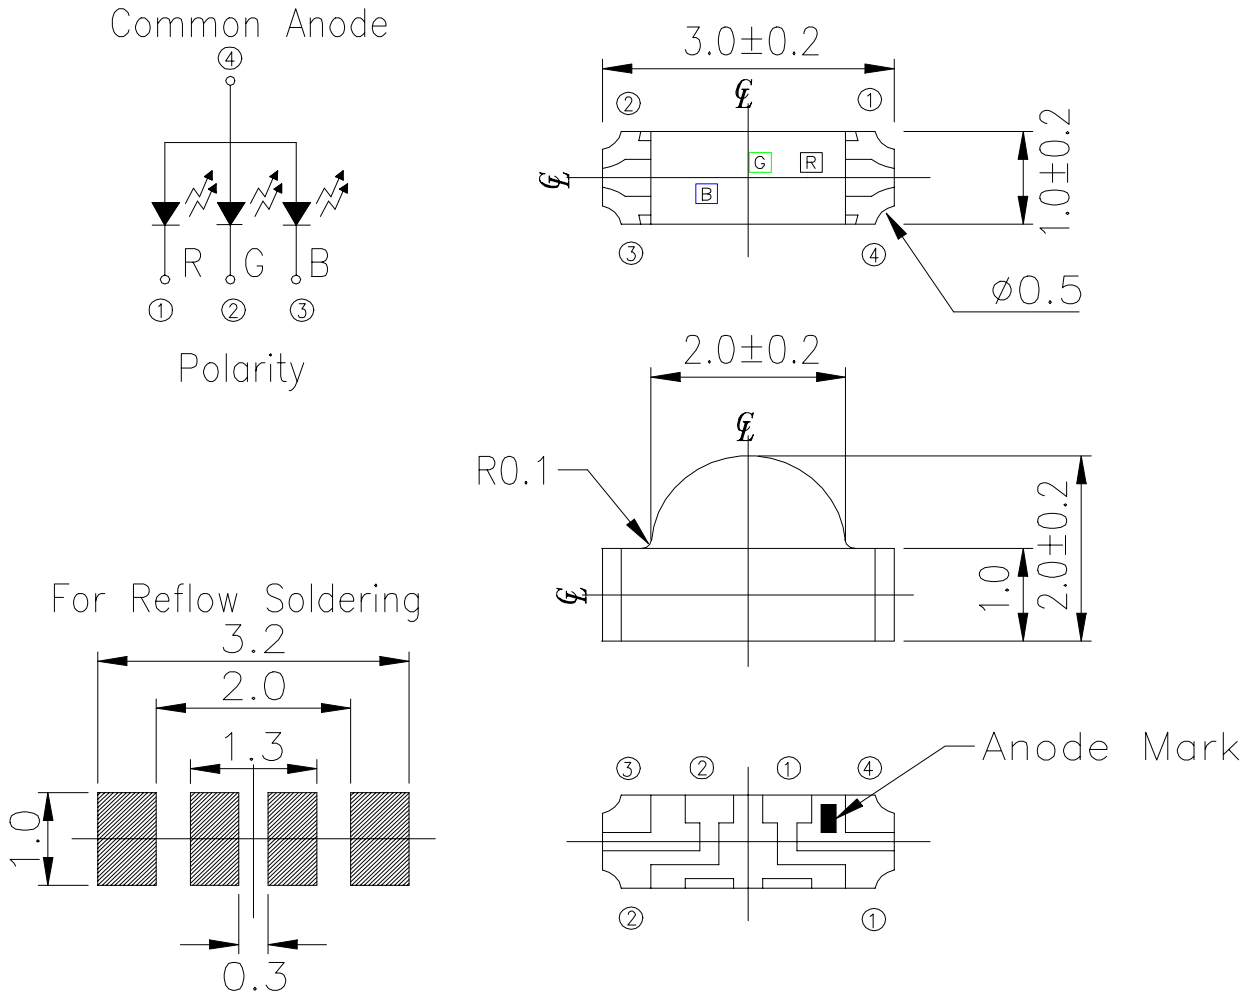 Common Anode
④
R G B
① ② ③
Polarity
3.0±0.2
℄
② ①
G R
B
℄
1.0±0.2
③ ④
⌀0.5
2.0±0.2
℄
R0.1
℄
1.0
2.0±0.2
For Reflow Soldering
3.2
2.0
1.3
1.0
0.3
Anode Mark
③ ② ① ④
② ①